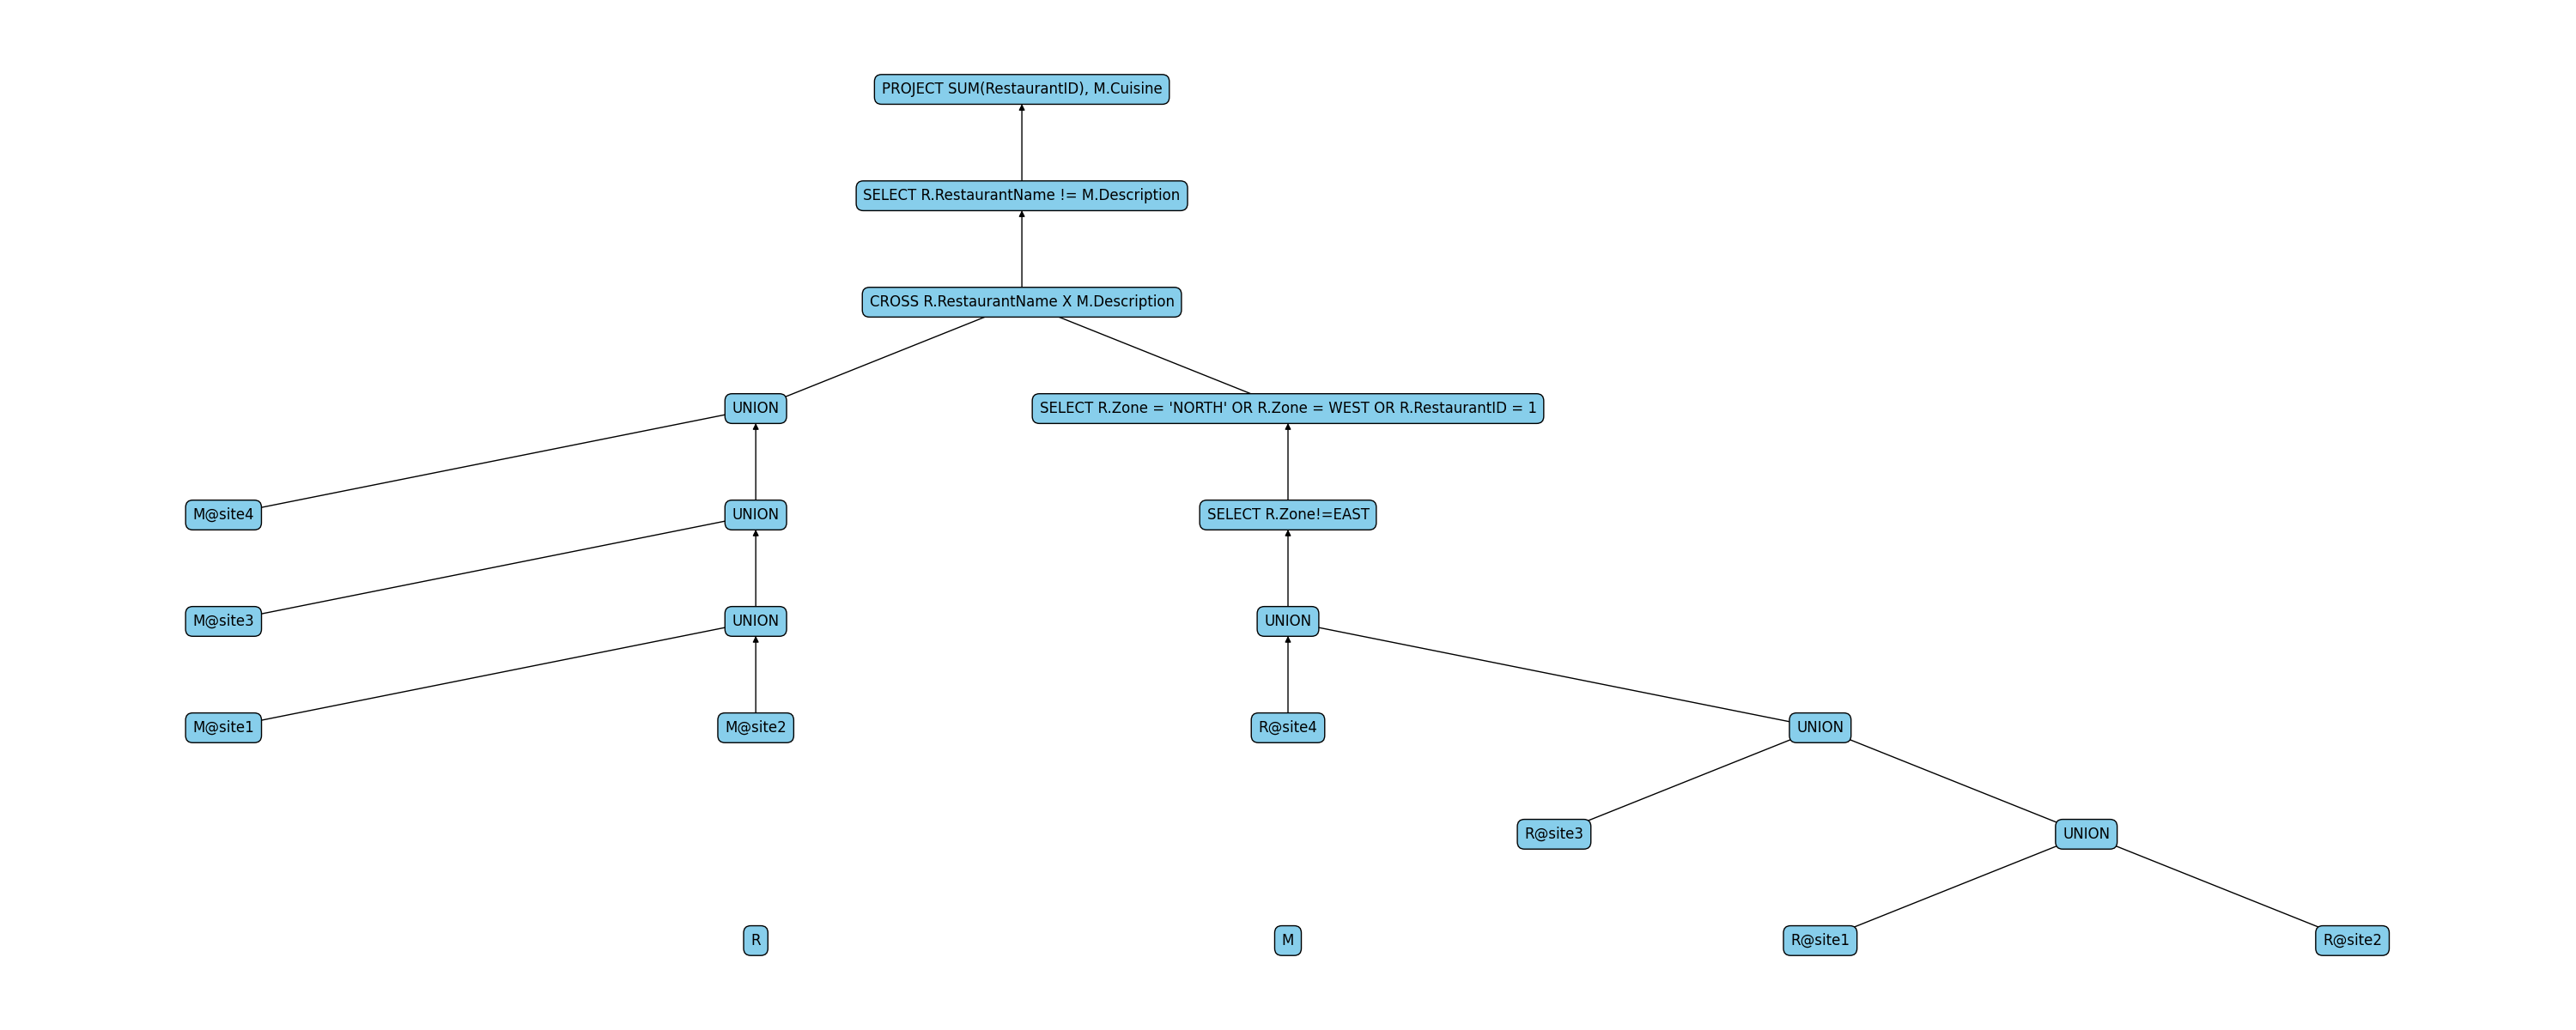 PROJECT SUM(RestaurantID), M.Cuisine
SELECT R.RestaurantName != M.Description
CROSS R.RestaurantName X M.Description
UNION
SELECT R.Zone = 'NORTH' OR R.Zone = WEST OR R.RestaurantID = 1
M@site4
UNION
SELECT R.Zone!=EAST
M@site3
UNION
UNION
M@site1
M@site2
R@site4
UNION
R@site3
UNION
R
M
R@site1
R@site2